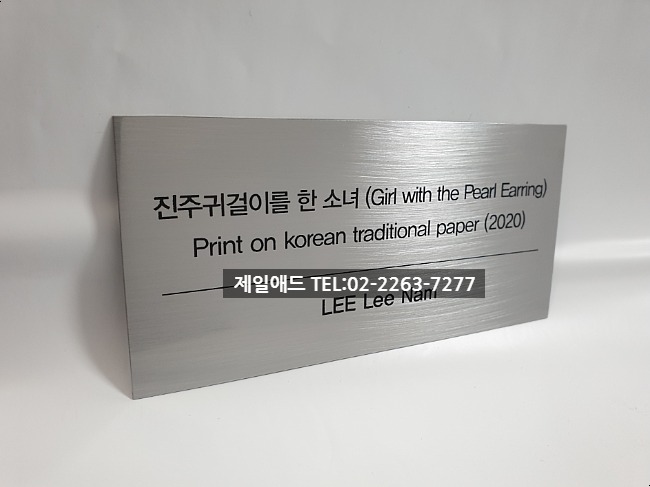 진주귀걸이를 한 소녀 (Girl with the Pearl Earring)
Print on korean traditional paper (2020)
제일애드 TEL:02-2263-7277
LEE Lee Nam